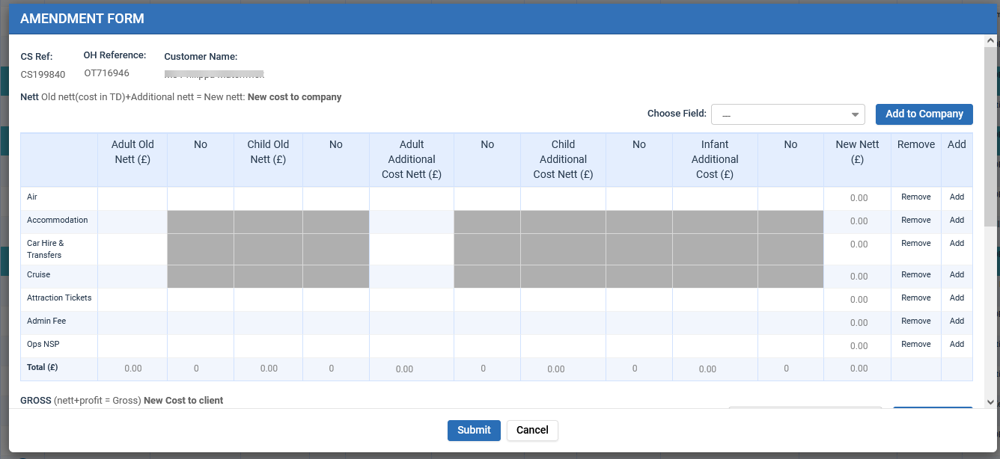 AMENDMENT FORM
CS Ref: OH Reference: Customer Name:
CS199840 OT716946
Nett Old nett(cost in TD)+Additional nett = New nett: New cost to company
Choose Field: --- Add to Company
Adult Old Nett (£) No Child Old Nett (£) No Adult Additional Cost Nett (£) No Child Additional Cost Nett (£) No Infant Additional Cost (£) No New Nett (£) Remove Add
Air 0.00 Remove Add
Accommodation 0.00 Remove Add
Car Hire & Transfers 0.00 Remove Add
Cruise 0.00 Remove Add
Attraction Tickets 0.00 Remove Add
Admin Fee 0.00 Remove Add
Ops NSP 0.00 Remove Add
Total (£) 0.00 0 0.00 0 0.00 0 0.00 0 0.00 0 0.00
GROSS (nett+profit = Gross) New Cost to client
Submit Cancel